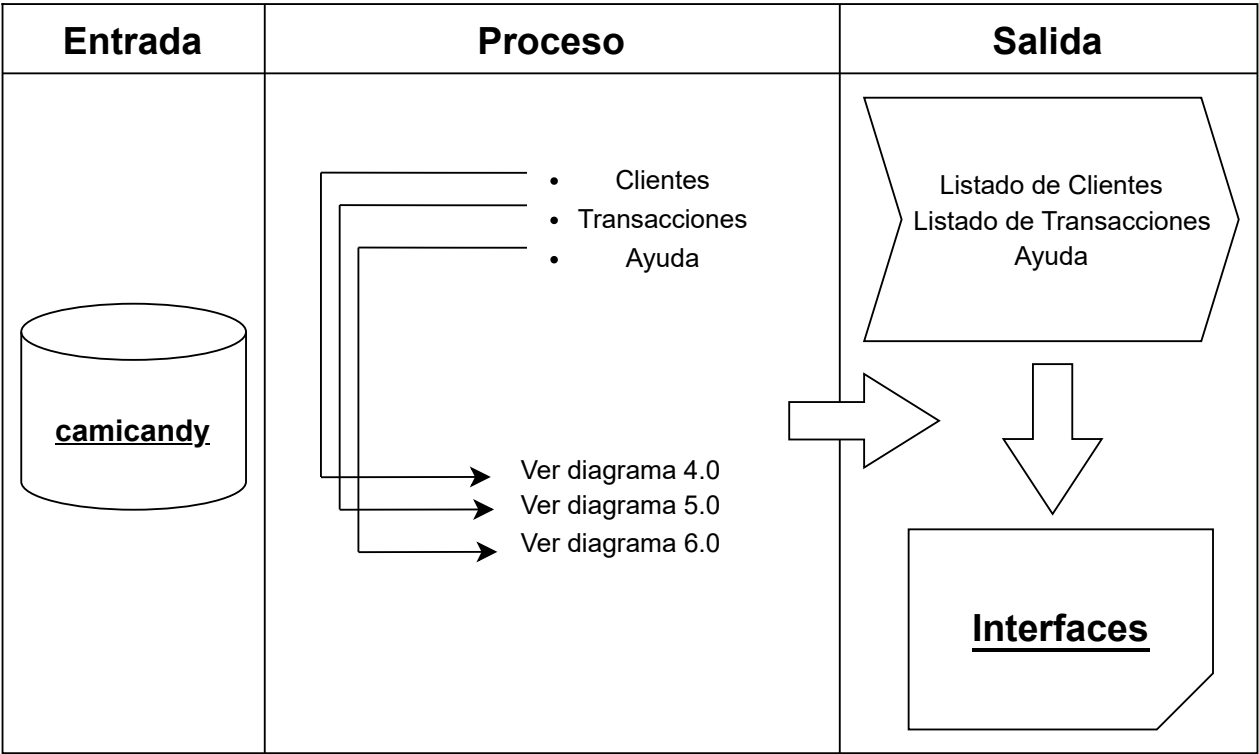 Entrada
Proceso
Salida
camicandy
• Clientes
• Transacciones
• Ayuda
Ver diagrama 4.0
Ver diagrama 5.0
Ver diagrama 6.0
Listado de Clientes
Listado de Transacciones
Ayuda
Interfaces